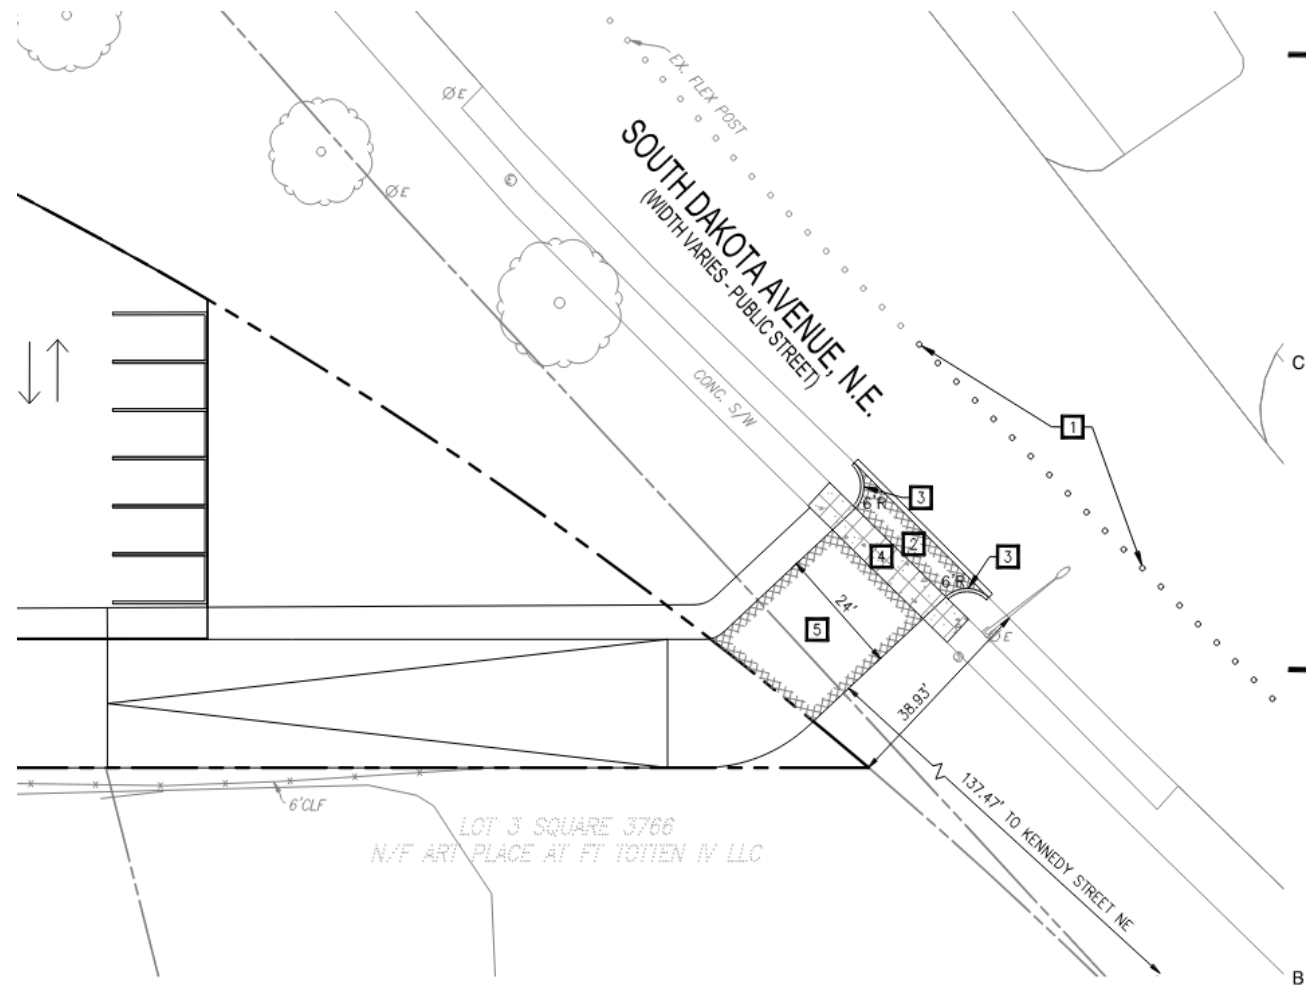 ØE
EX. FLEX POST
SOUTH DAKOTA AVENUE, N.E.
(WIDTH VARIES - PUBLIC STREET)
ØE
C
CONC. S/W
1
3
6'R
2
4
3
6'R
24'
5
ØE
38.93'
137.47' TO KENNEDY STREET NE
6'CLF
LOT 3 SQUARE 3766
N/F ART PLACE AT FT TOTTEN IV LLC
B